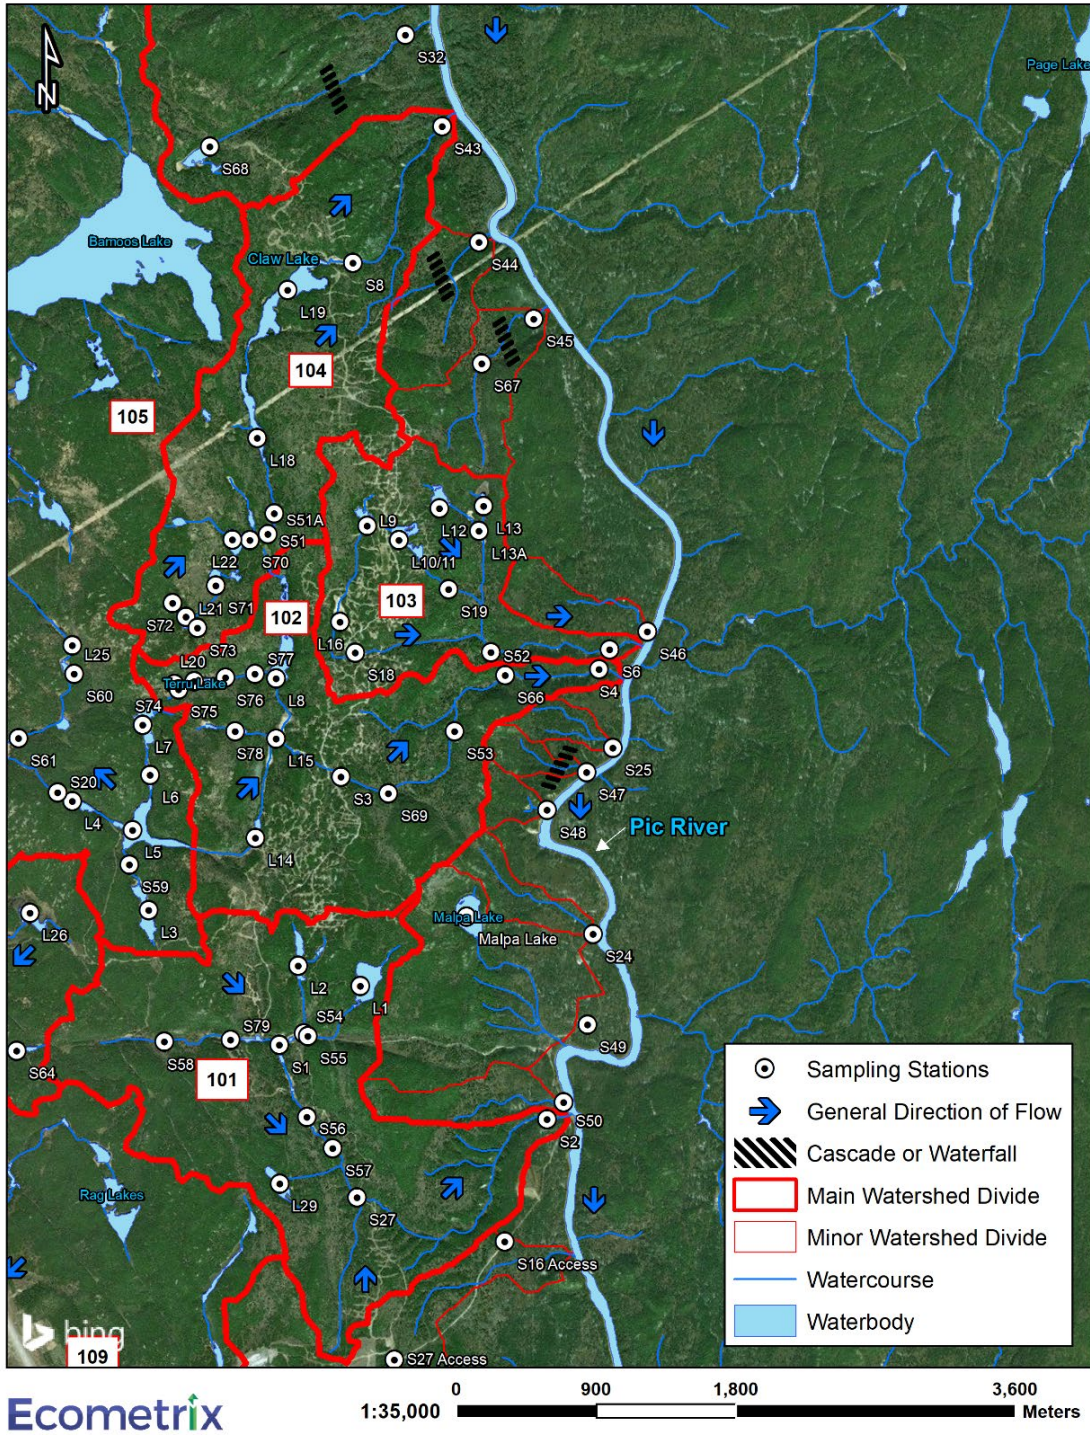 S32
Page Lake
N
S43
S68
Bamoos Lake
S44
Claw Lake
S8
L19
S45
S67
104
105
L18
S51A
L9
L12
L13
S51
L13A
L22
S70
L10/11
S71
S19
L21
S72
102
103
S73
L16
L25
L20
S77
S18
S52
S46
S6
S60
Terru Lake
S76
L8
S66
S4
S75
S74
L7
S78
L15
S53
S61
S25
S20
L6
S3
S69
S47
L4
S48
Pic River
L5
L14
S59
L3
L26
Malpa Lake
Malpa Lake
S24
L2
L1
S54
S79
S55
S49
S58
S1
S64
101
S50
S56
S2
S57
Rag Lakes
L29
S27
S16 Access
bing
109
S27 Access
Sampling Stations
General Direction of Flow
Cascade or Waterfall
Main Watershed Divide
Minor Watershed Divide
Watercourse
Waterbody
Ecometrix
1:35,000
0 900 1,800 3,600
Meters